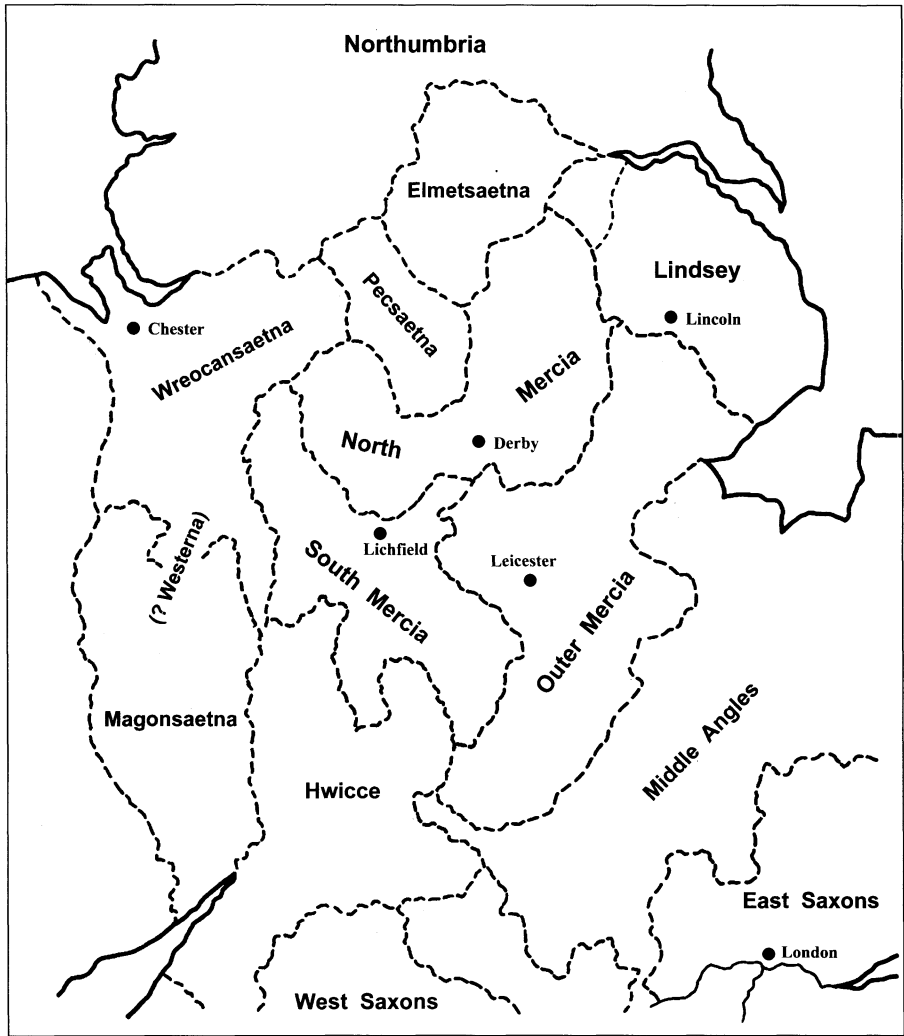 Northumbria
Elmetsaetna
Lindsey
Pecsaetna
Lincoln
Chester
Wreocansaetna
Mercia
North
Derby
(? Westerna)
Lichfield
South Mercia
Leicester
Outer Mercia
Magonsaetna
Middle Angles
Hwicce
East Saxons
London
West Saxons